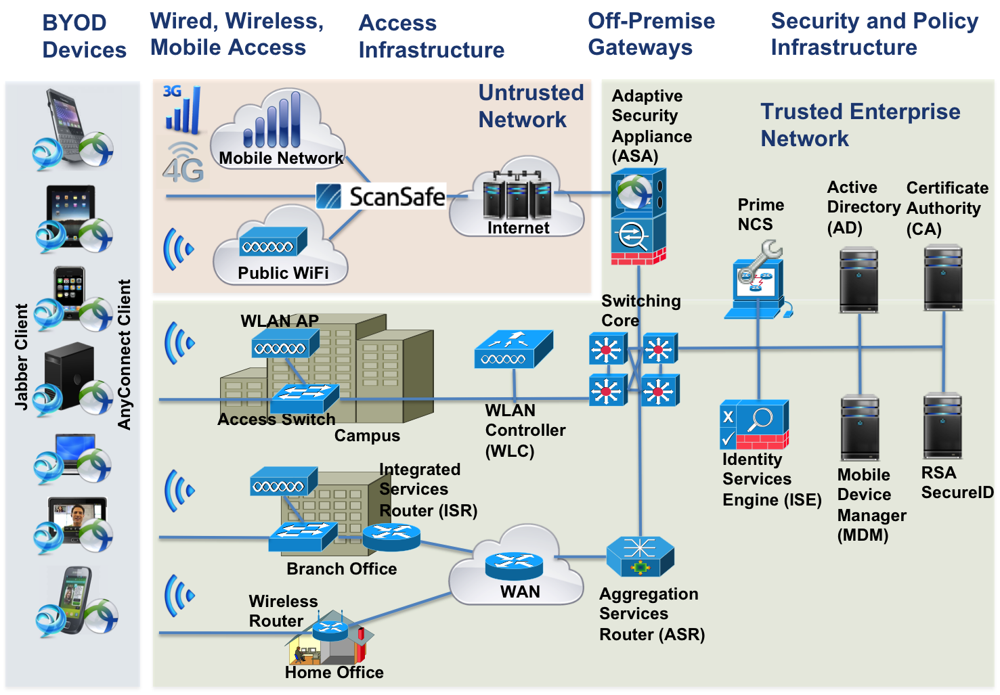 BYOD
Devices
Wired, Wireless,
Mobile Access
Access
Infrastructure
Off-Premise
Gateways
Security and Policy
Infrastructure
Jabber Client
AnyConnect Client
3G
4G
Mobile Network
Untrusted
Network
ScanSafe
Internet
Public WiFi
Adaptive
Security
Appliance
(ASA)
Trusted Enterprise
Network
Prime
NCS
Active
Directory
(AD)
Certificate
Authority
(CA)
Switching
Core
WLAN AP
Access Switch
Campus
WLAN
Controller
(WLC)
X
Identity
Services
Engine (ISE)
Mobile
Device
Manager
(MDM)
RSA
SecureID
Integrated
Services
Router (ISR)
Branch Office
WAN
Aggregation
Services
Router (ASR)
Wireless
Router
Home Office